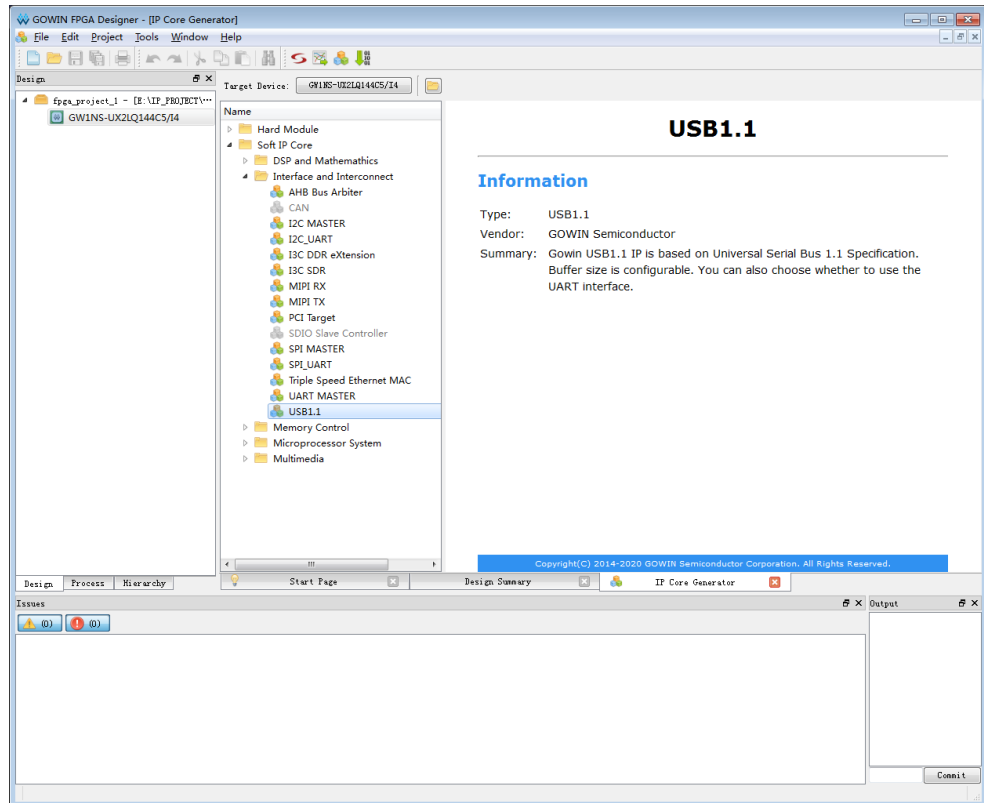 GOWIN FPGA Designer - [IP Core Generator]
File Edit Project Tools Window Help
Design
Target Device: GW1NS-UX2LQ144C5/I4
fpga_project_1 - [E:\IP_PROJECT\···
GW1NS-UX2LQ144C5/I4
Name
Hard Module
Soft IP Core
DSP and Mathemathics
Interface and Interconnect
AHB Bus Arbiter
CAN
I2C MASTER
I2C_UART
I3C DDR eXtension
I3C SDR
MIPI RX
MIPI TX
PCI Target
SDIO Slave Controller
SPI MASTER
SPI_UART
Triple Speed Ethernet MAC
UART MASTER
USB1.1
Memory Control
Microprocessor System
Multimedia
USB1.1
Information
Type: USB1.1
Vendor: GOWIN Semiconductor
Summary: Gowin USB1.1 IP is based on Universal Serial Bus 1.1 Specification.
Buffer size is configurable. You can also choose whether to use the
UART interface.
Copyright(C) 2014-2020 GOWIN Semiconductor Corporation. All Rights Reserved.
Design Process Hierarchy
Start Page Design Summary IP Core Generator
Issues
Output
(0) (0)
Commit